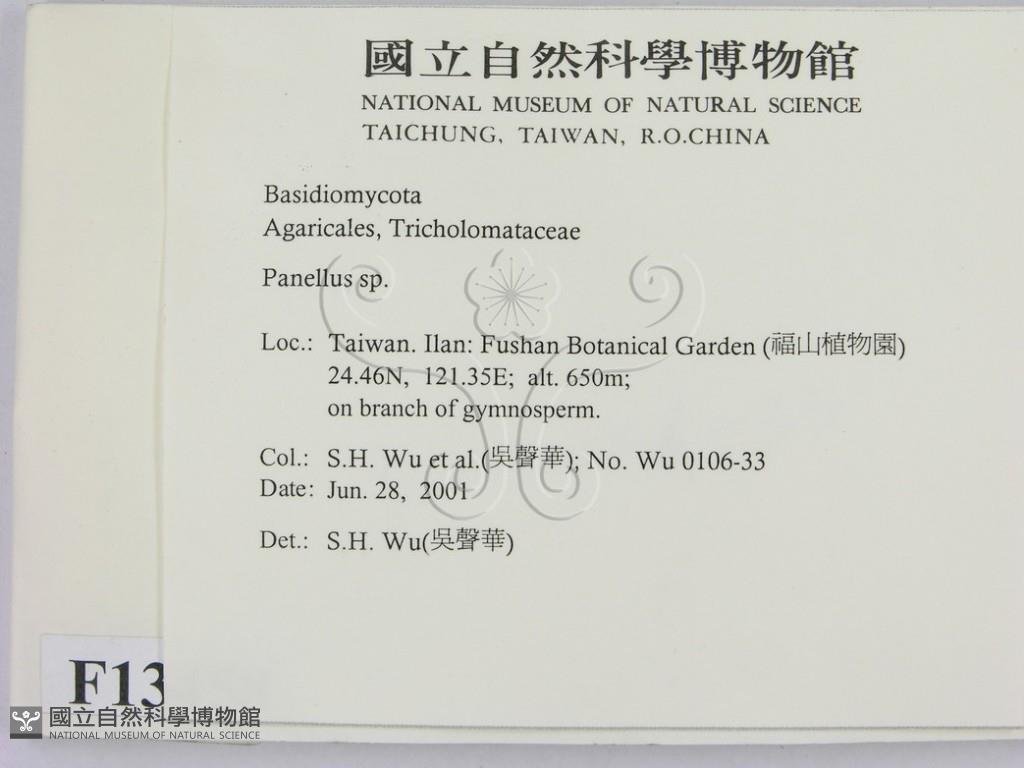 國立自然科學博物館
NATIONAL MUSEUM OF NATURAL SCIENCE
TAICHUNG, TAIWAN, R.O.CHINA
Basidiomycota
Agaricales, Tricholomataceae
Panellus sp.
Loc.: Taiwan. Ilan: Fushan Botanical Garden (福山植物園)
24.46N, 121.35E; alt. 650m;
on branch of gymnosperm.
Col.: S.H. Wu et al.(吳聲華); No. Wu 0106-33
Date: Jun. 28, 2001
Det.: S.H. Wu(吳聲華)
F13
國立自然科學博物館
NATIONAL MUSEUM OF NATURAL SCIENCE